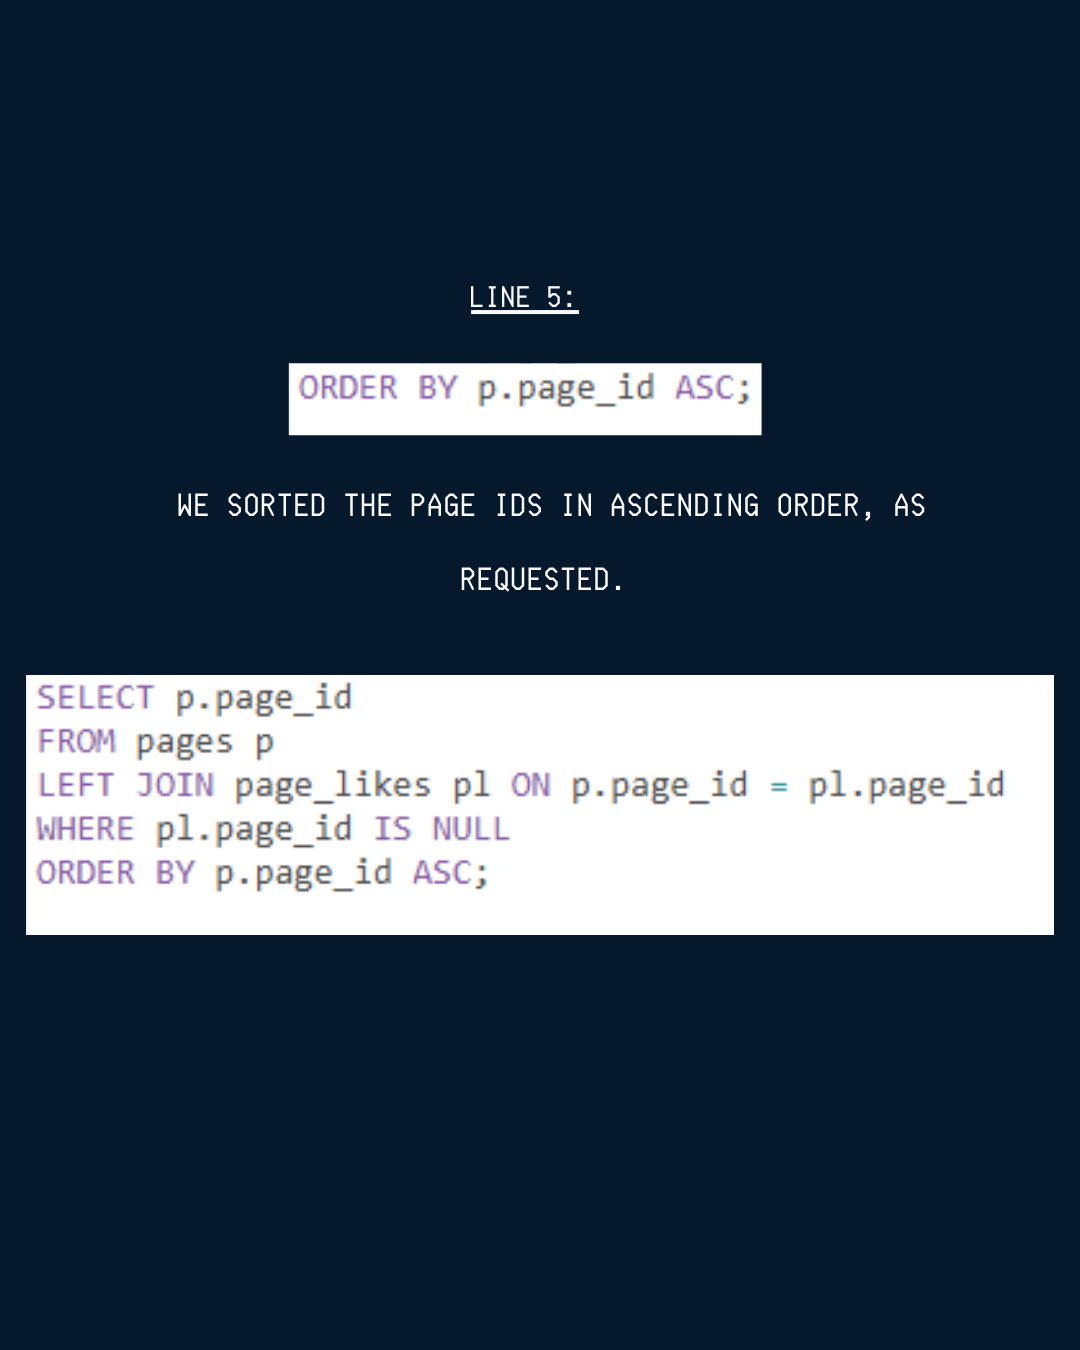 LINE 5:
ORDER BY p.page_id ASC;
WE SORTED THE PAGE IDS IN ASCENDING ORDER, AS
REQUESTED.
SELECT p.page_id
FROM pages p
LEFT JOIN page_likes pl ON p.page_id = pl.page_id
WHERE pl.page_id IS NULL
ORDER BY p.page_id ASC;